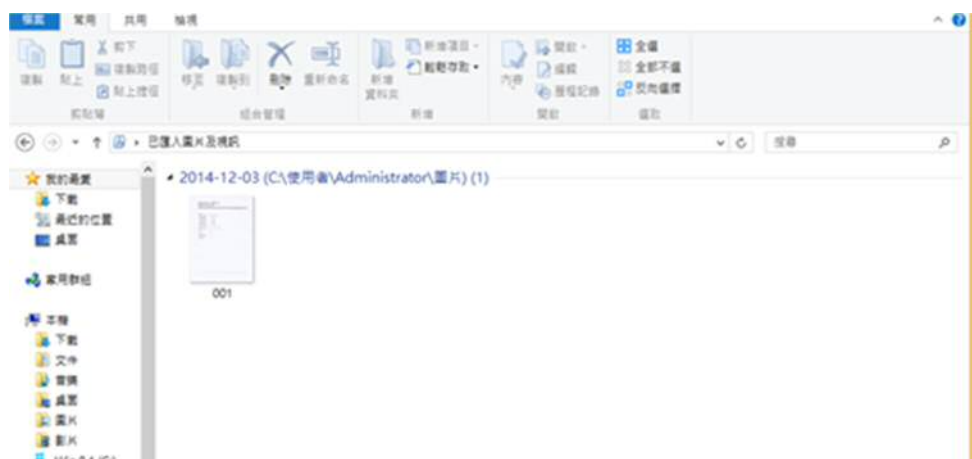 檔案 常用 共用 檢視
複製 貼上 剪下 複製路徑 貼上捷徑
移至 複製到 刪除 重新命名
新增資料夾 新增項目 輕鬆存取
內容 開啟 編輯 歷程記錄
全選 全部不選 反向選擇
剪貼簿 組合管理 新增 開啟 選取
已匯入圖片及視訊 搜尋
我的最愛
2014-12-03 (C:\使用者\Administrator\圖片) (1)
下載
最近的位置
桌面
001
家用群組
本機
下載
文件
音樂
桌面
圖片
影片